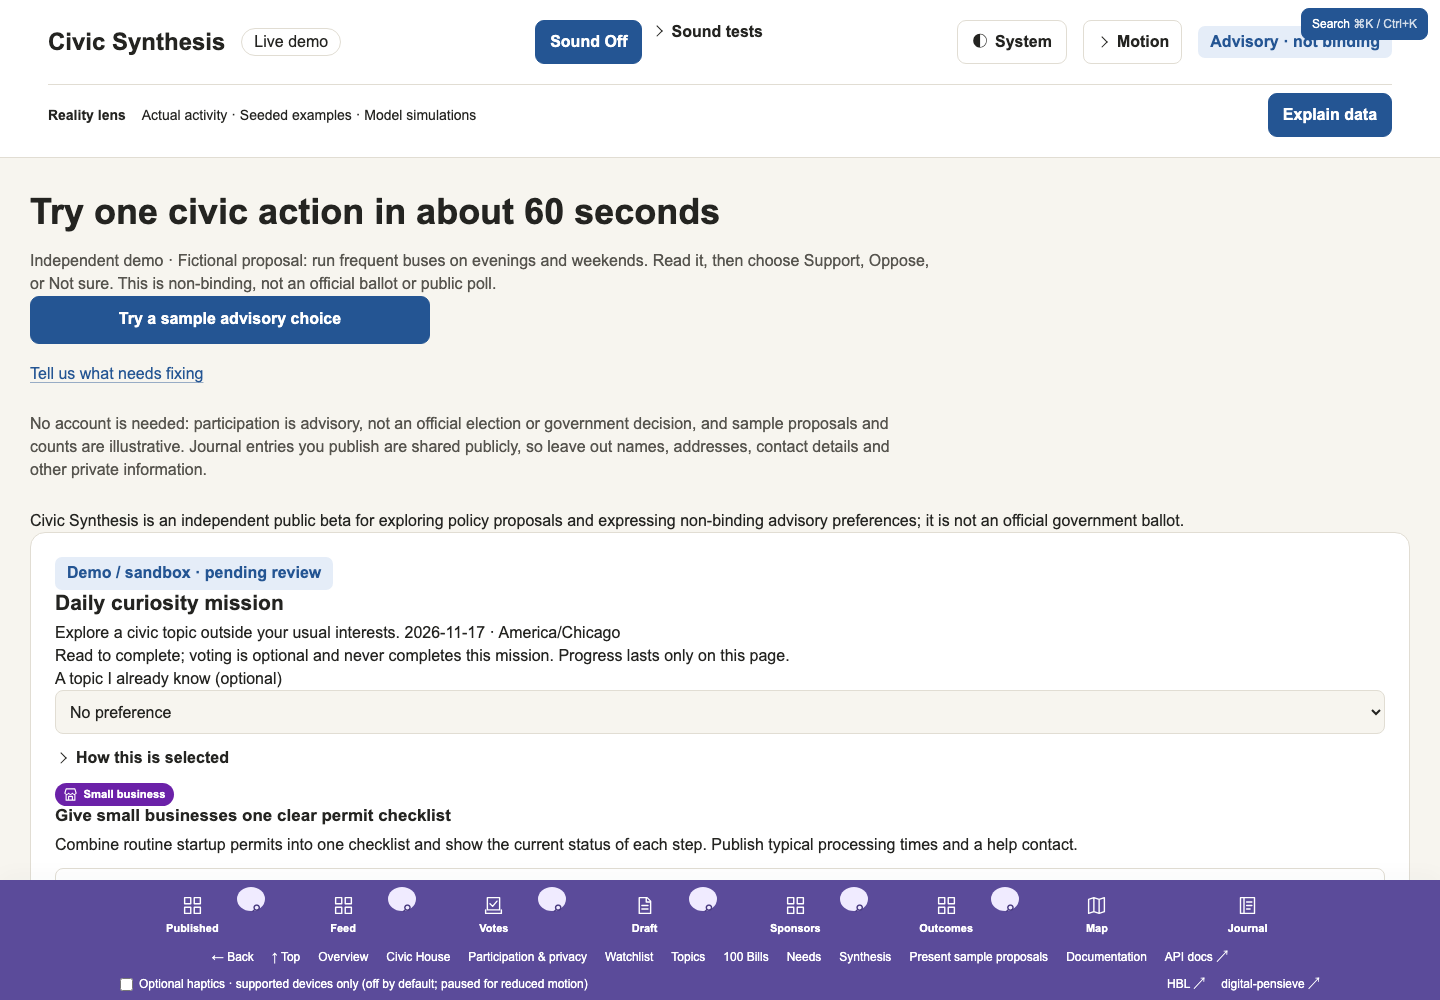 Civic Synthesis
Live demo
Sound Off
Sound tests
System
Motion
Advisory · not binding
Search ⌘K / Ctrl+K
Reality lens Actual activity · Seeded examples · Model simulations
Explain data
Try one civic action in about 60 seconds
Independent demo · Fictional proposal: run frequent buses on evenings and weekends. Read it, then choose Support, Oppose,
or Not sure. This is non-binding, not an official ballot or public poll.
Try a sample advisory choice
Tell us what needs fixing
No account is needed: participation is advisory, not an official election or government decision, and sample proposals and
counts are illustrative. Journal entries you publish are shared publicly, so leave out names, addresses, contact details and
other private information.
Civic Synthesis is an independent public beta for exploring policy proposals and expressing non-binding advisory preferences; it is not an official government ballot.
Demo / sandbox · pending review
Daily curiosity mission
Explore a civic topic outside your usual interests. 2026-11-17 · America/Chicago
Read to complete; voting is optional and never completes this mission. Progress lasts only on this page.
A topic I already know (optional)
No preference
How this is selected
Small business
Give small businesses one clear permit checklist
Combine routine startup permits into one checklist and show the current status of each step. Publish typical processing times and a help contact.
Published Feed Votes Draft Sponsors Outcomes Map Journal
← Back ↑ Top Overview Civic House Participation & privacy Watchlist Topics 100 Bills Needs Synthesis Present sample proposals Documentation API docs ↗
Optional haptics · supported devices only (off by default; paused for reduced motion)
HBL ↗ digital-pensieve ↗